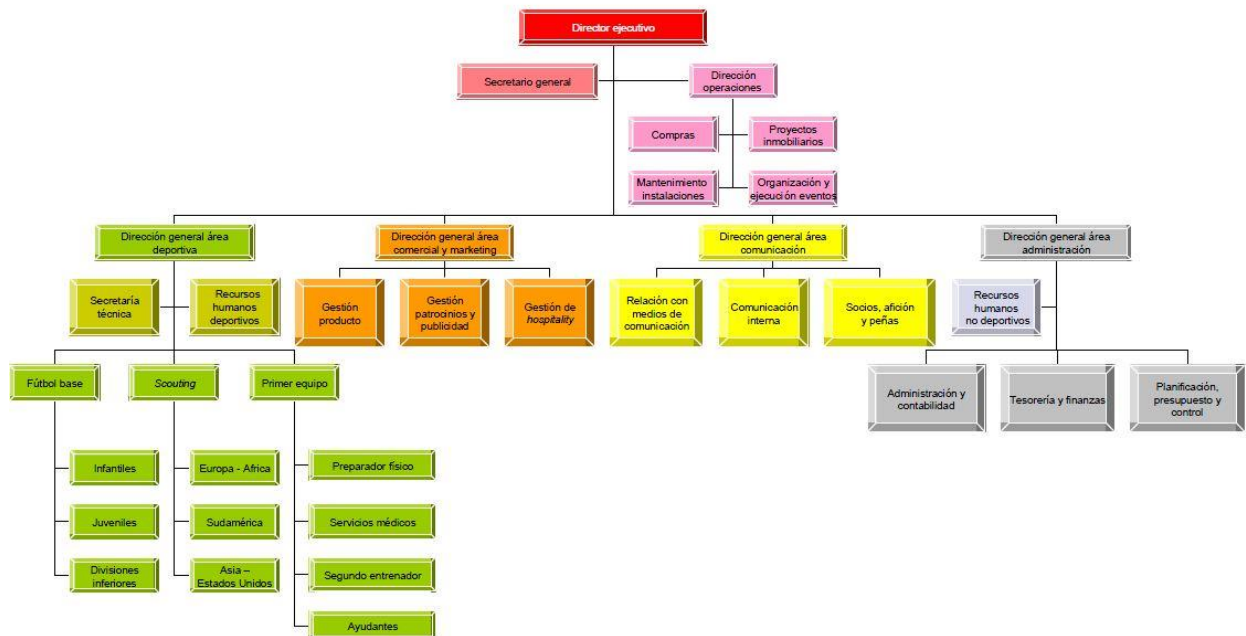 Director ejecutivo
Secretario general
Dirección
operaciones
Compras
Proyectos
inmobiliarios
Mantenimiento
instalaciones
Organización y
ejecución eventos
Dirección general área
deportiva
Dirección general área
comercial y marketing
Dirección general área
comunicación
Dirección general área
administración
Secretaría
técnica
Recursos
humanos
deportivos
Gestión
producto
Gestión
patrocinios y
publicidad
Gestión de
hospitality
Relación con
medios de
comunicación
Comunicación
interna
Socios, afición
y peñas
Recursos
humanos
no deportivos
Fútbol base
Scouting
Primer equipo
Administración y
contabilidad
Tesorería y finanzas
Planificación,
presupuesto y
control
Infantiles
Europa - Africa
Preparador físico
Juveniles
Sudamérica
Servicios médicos
Divisiones
inferiores
Asia –
Estados Unidos
Segundo entrenador
Ayudantes